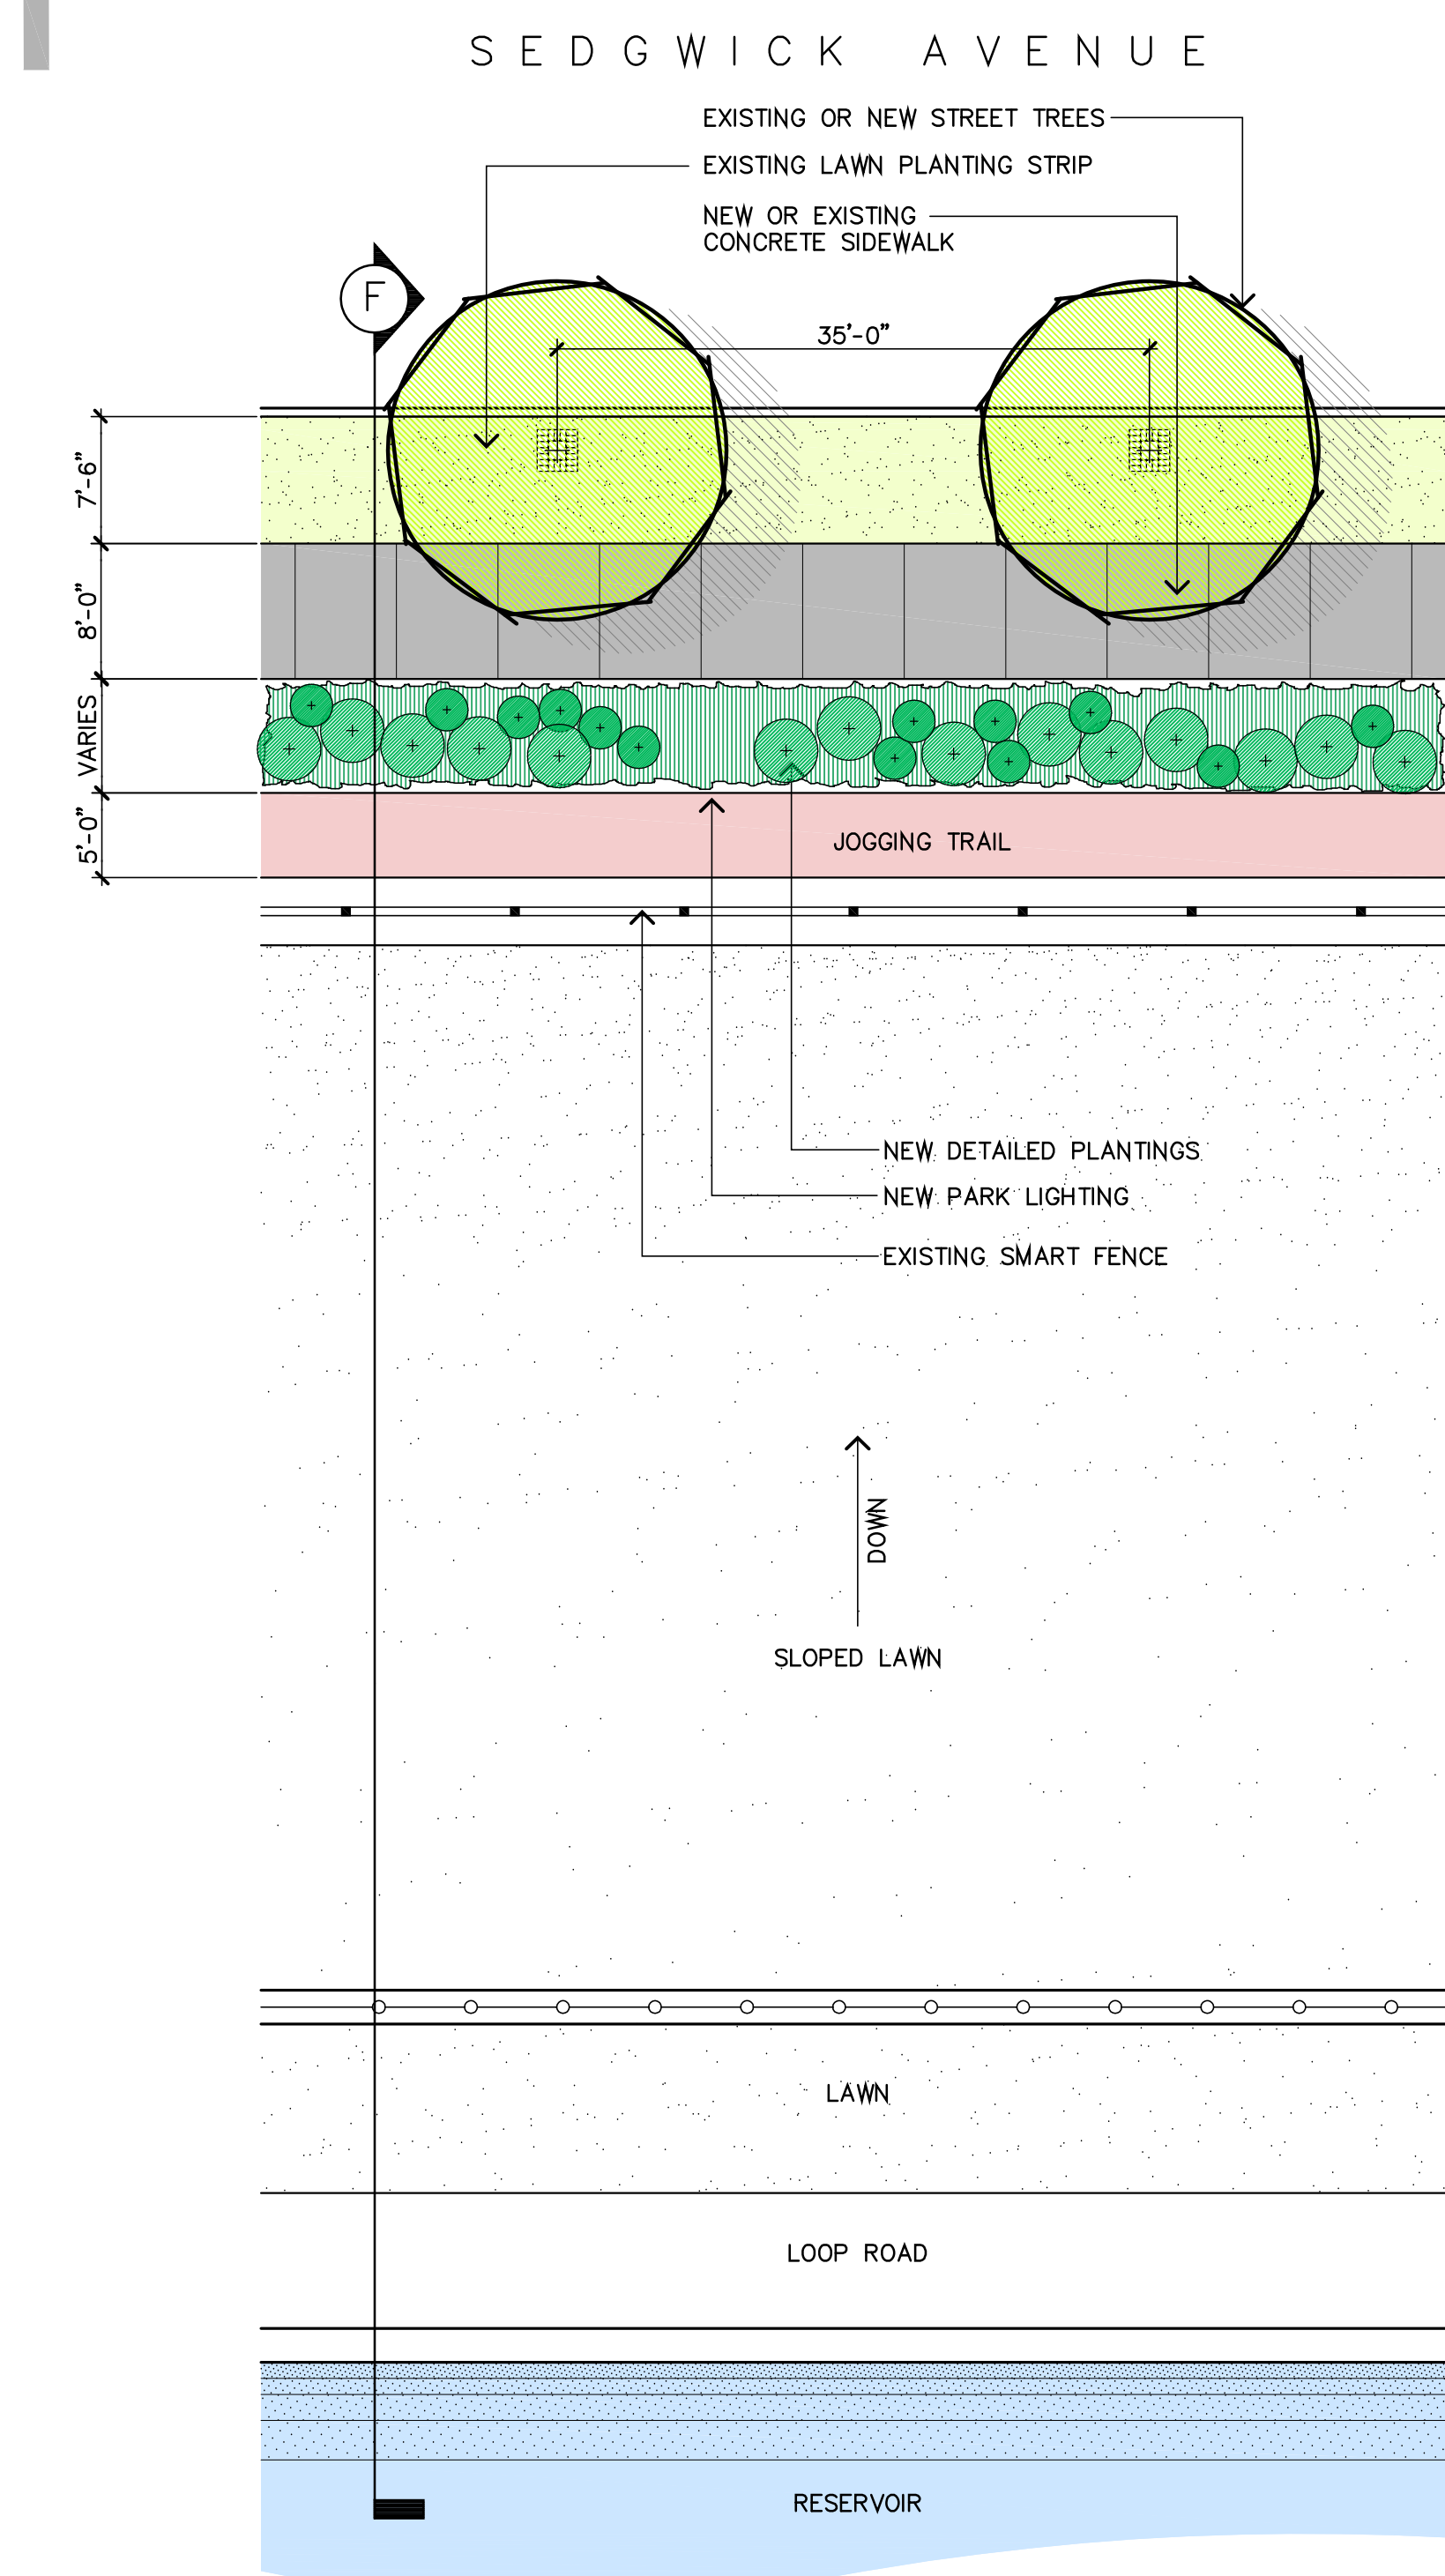 SEDGWICK AVENUE
EXISTING OR NEW STREET TREES
EXISTING LAWN PLANTING STRIP
NEW OR EXISTING
CONCRETE SIDEWALK
F
35'-0"
7'-6"
8'-0"
VARIES
5'-0"
JOGGING TRAIL
NEW DETAILED PLANTINGS
NEW PARK LIGHTING
EXISTING SMART FENCE
DOWN
SLOPED LAWN
LAWN
LOOP ROAD
RESERVOIR